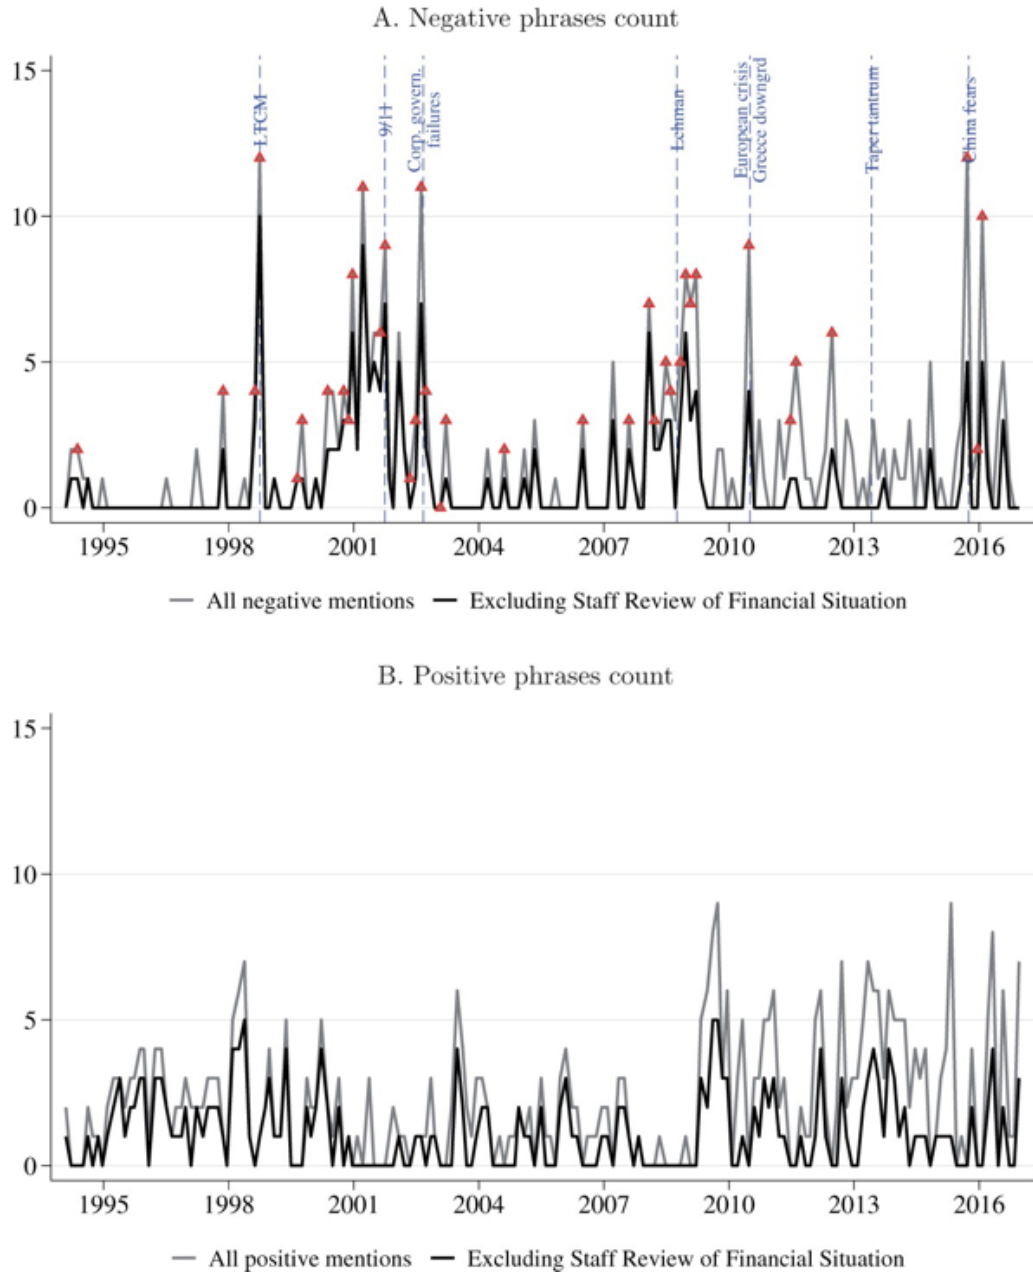 A. Negative phrases count
15
10
5
0
LTCM
9/11
Corp. govern.
failures
Lehman
European crisis
Greece downgrd
Taper tantrum
China fears
1995 1998 2001 2004 2007 2010 2013 2016
All negative mentions Excluding Staff Review of Financial Situation
B. Positive phrases count
15
10
5
0
1995 1998 2001 2004 2007 2010 2013 2016
All positive mentions Excluding Staff Review of Financial Situation